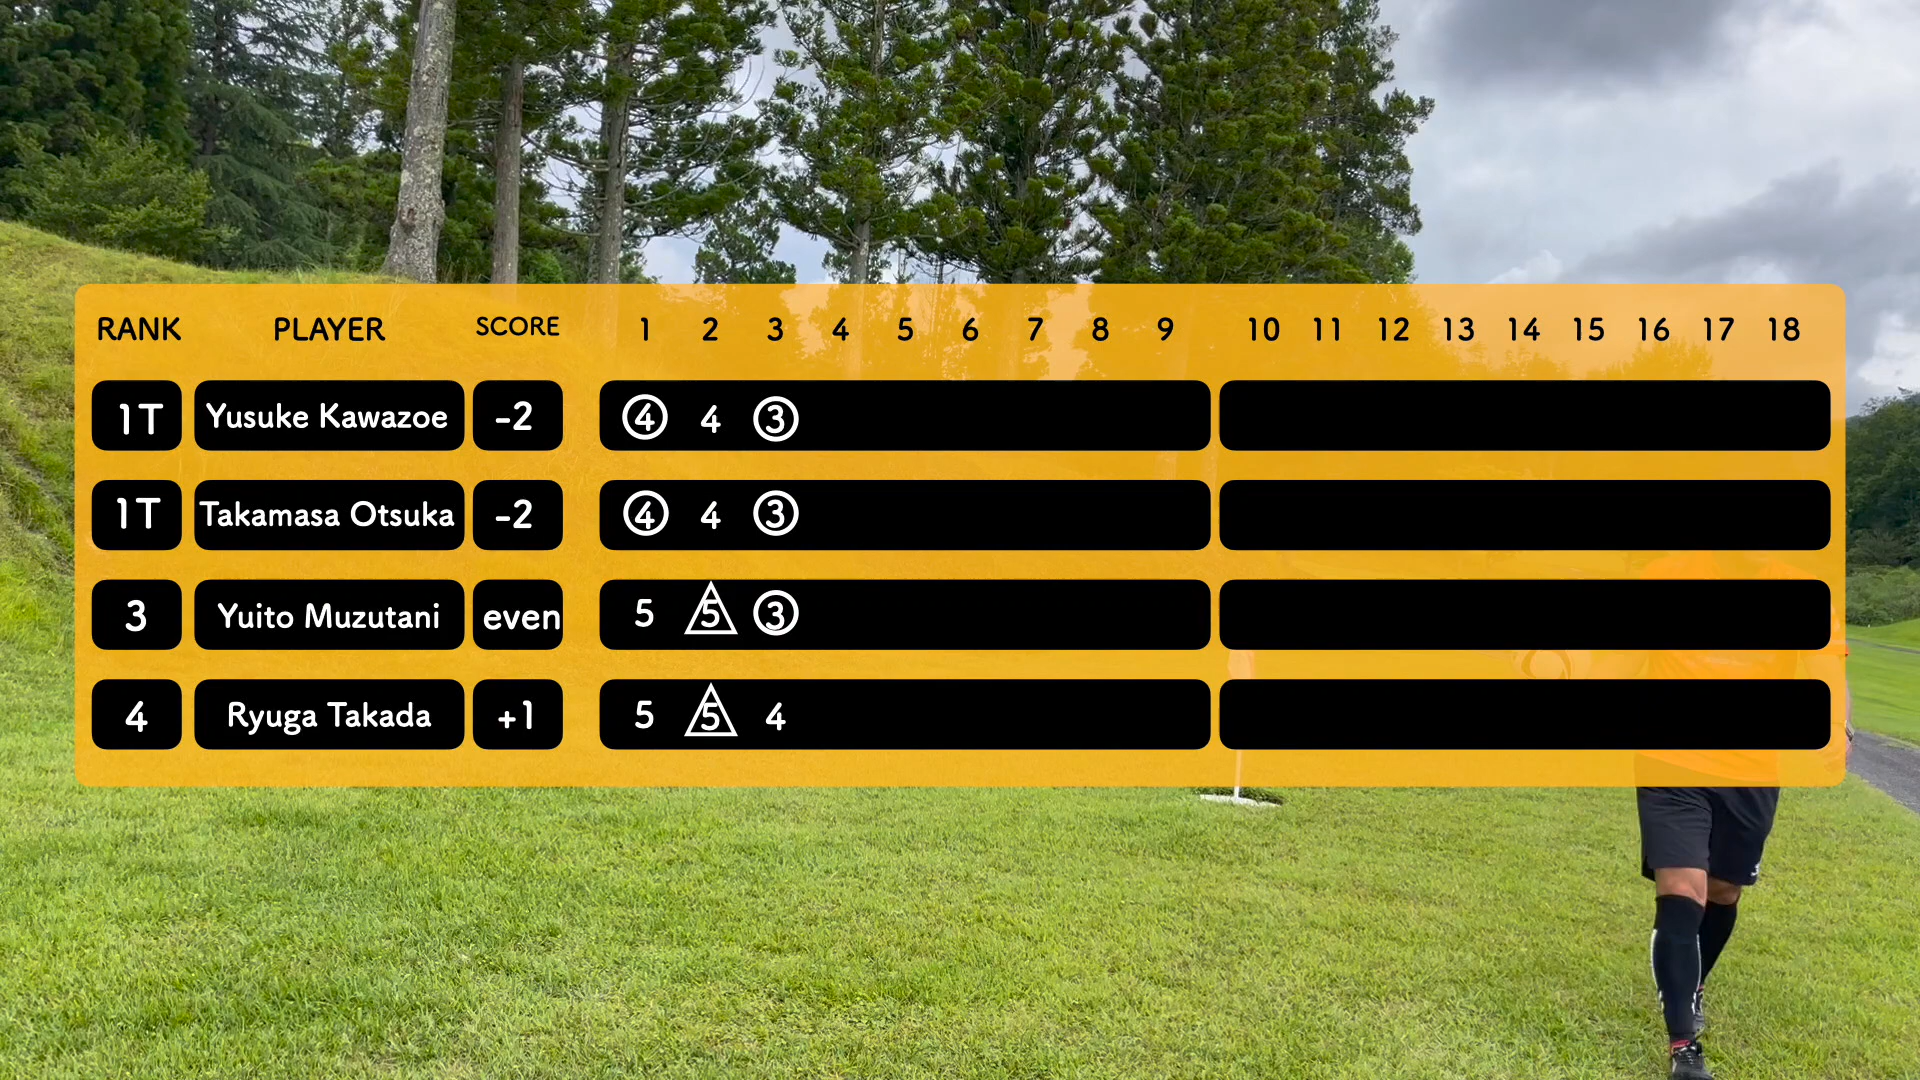 RANK PLAYER SCORE 1 2 3 4 5 6 7 8 9 10 11 12 13 14 15 16 17 18
1T Yusuke Kawazoe -2 4 4 3
1T Takamasa Otsuka -2 4 4 3
3 Yuito Muzutani even 5 5 3
4 Ryuga Takada +1 5 5 4